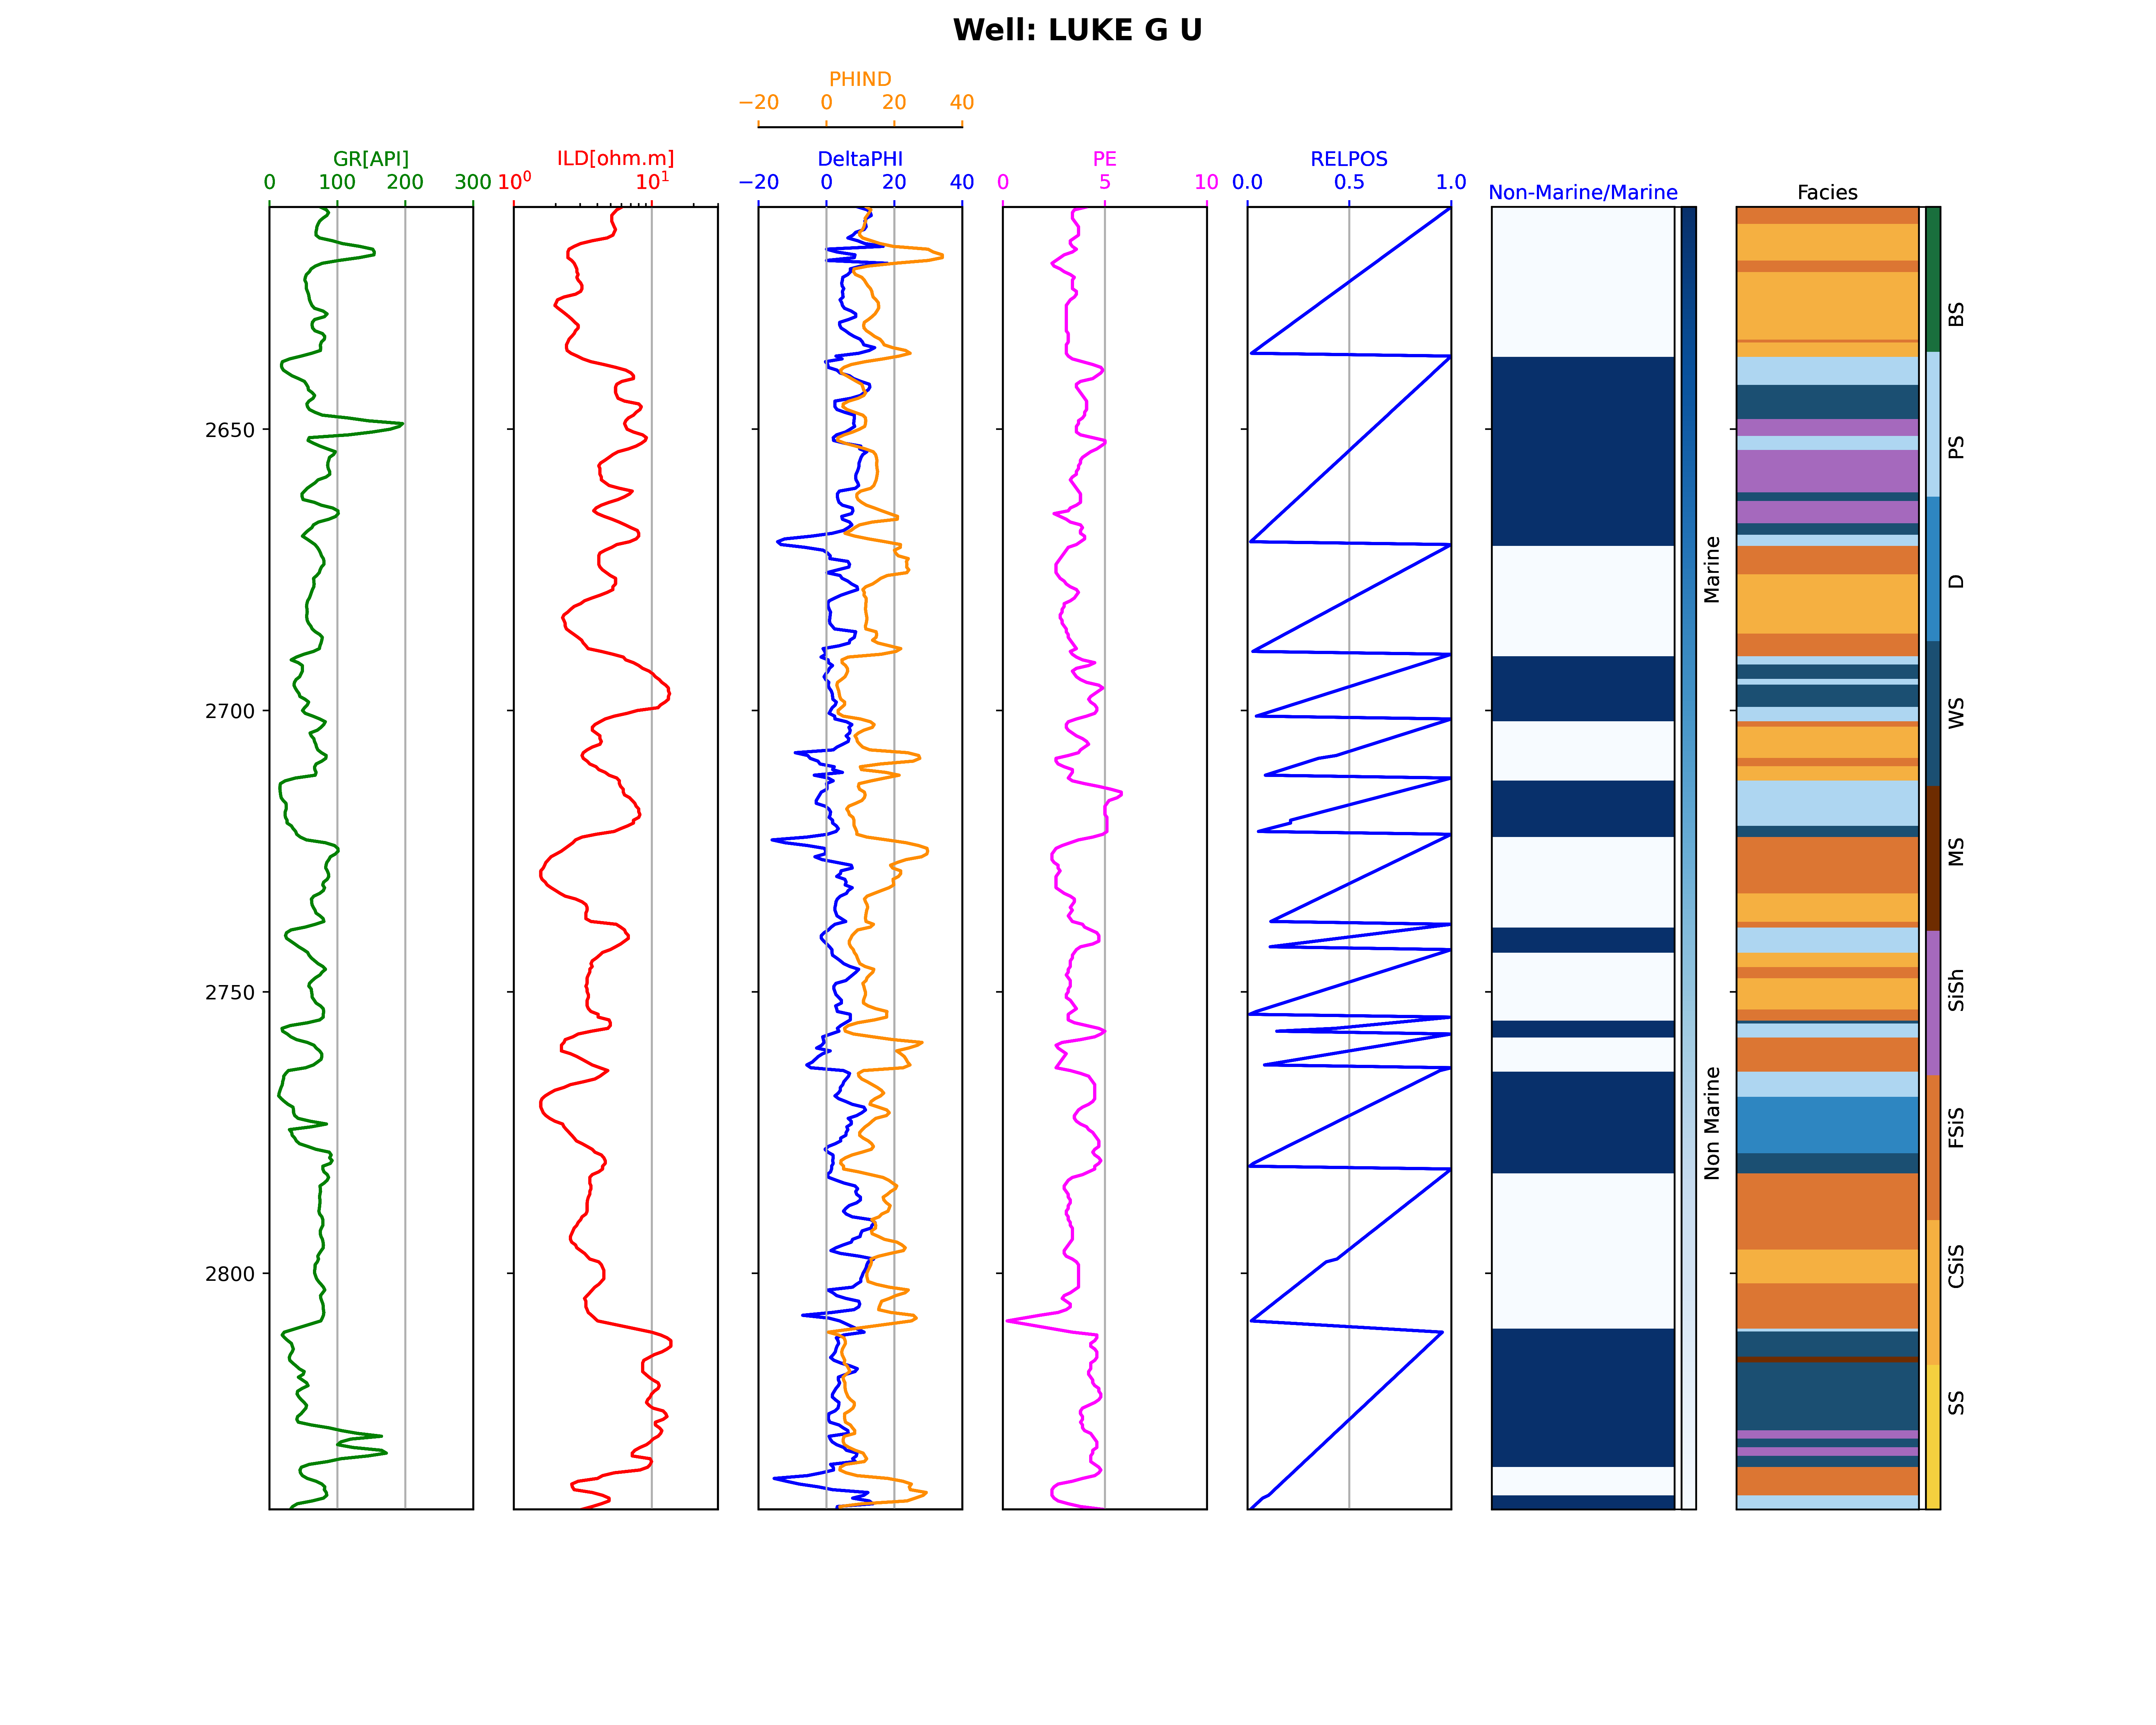 Well: LUKE G U
PHIND
−20 0 20 40
GR[API] ILD[ohm.m] DeltaPHI PE RELPOS
0 100 200 300 10⁰ 10¹ −20 0 20 40 0 5 10 0.0 0.5 1.0
Non-Marine/Marine Facies
2650
2700
2750
2800
Marine
Non Marine
BS
PS
D
WS
MS
SiSh
FSiS
CSiS
SS